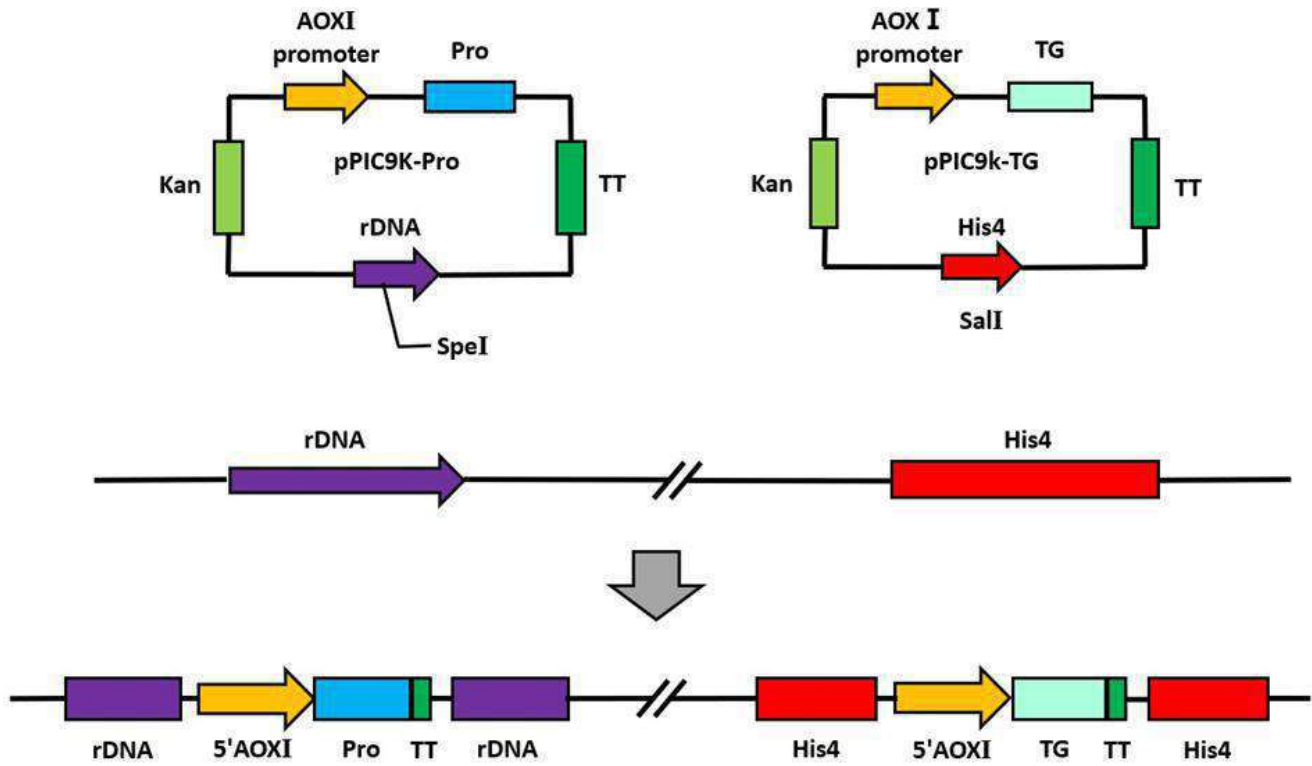 AOXI
promoter
Pro
Kan
pPIC9K-Pro
TT
rDNA
SpeI
AOX I
promoter
TG
Kan
pPIC9k-TG
TT
His4
SalI
rDNA
His4
rDNA
5'AOXI
Pro
TT
rDNA
His4
5'AOXI
TG
TT
His4